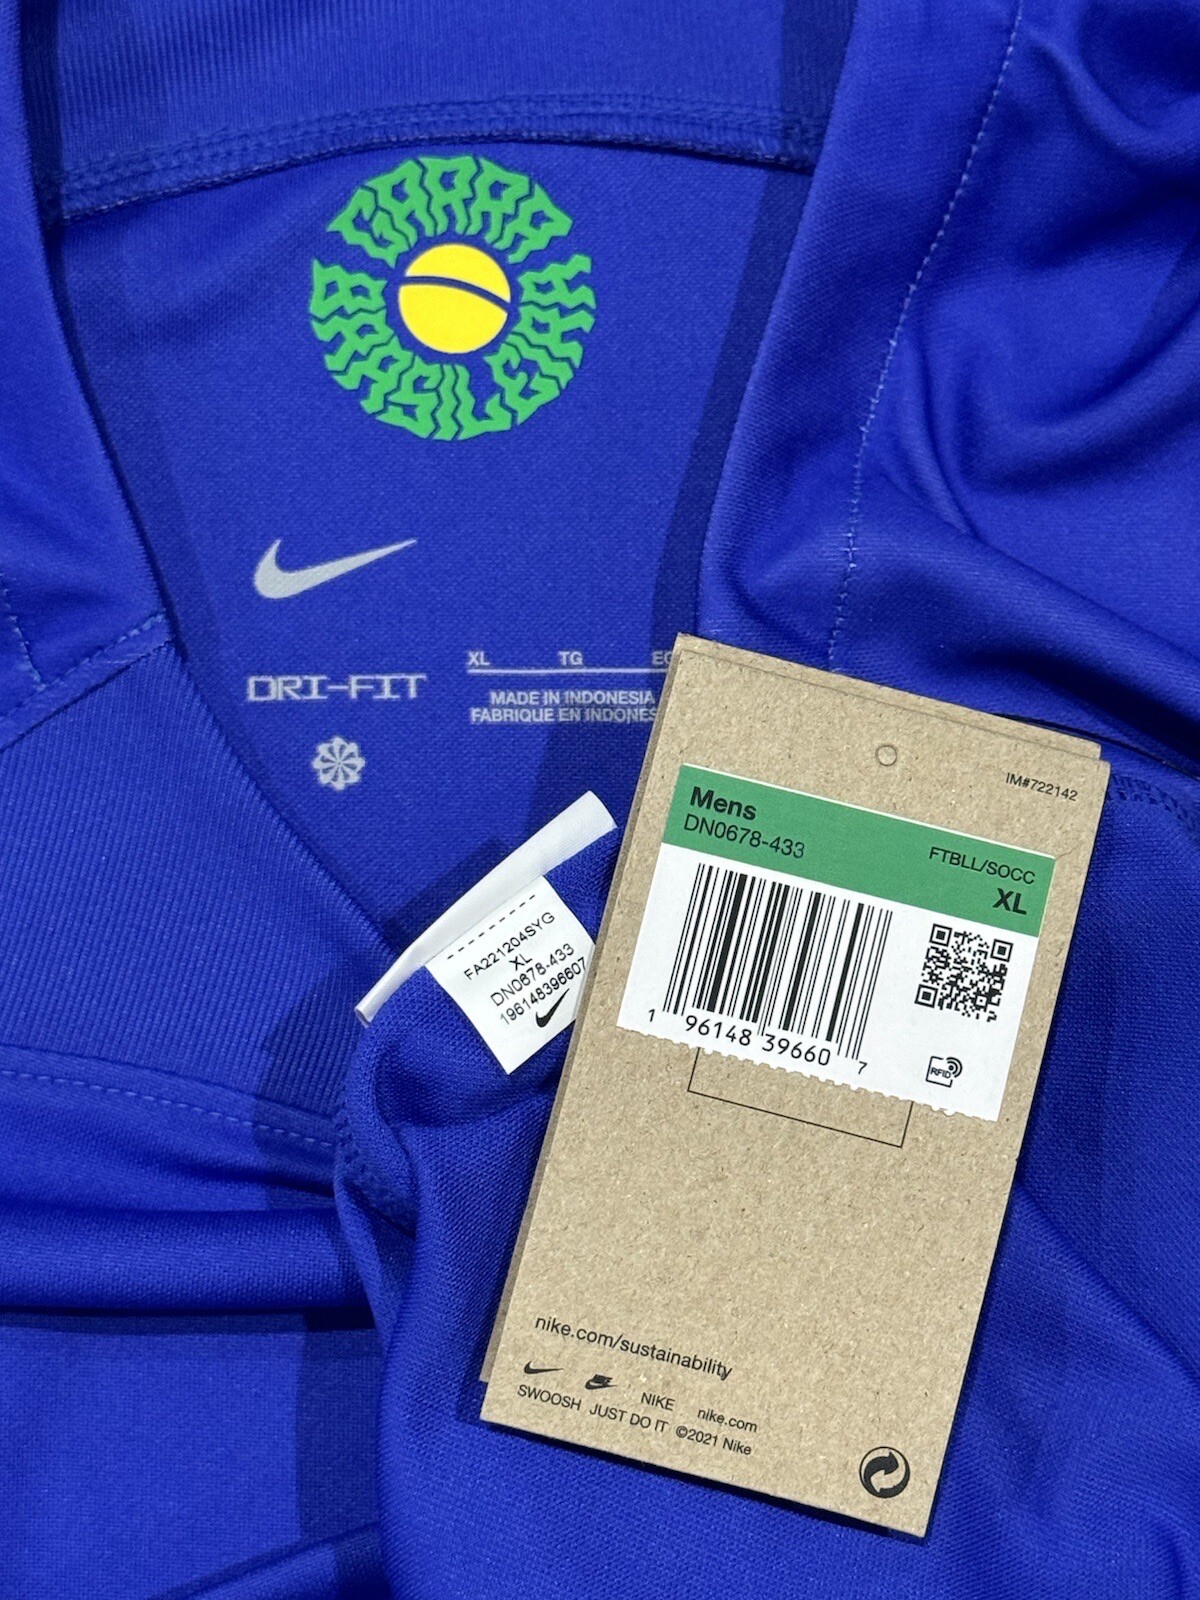 GARRA
BRASILEIRA
DRI-FIT
XL TG
MADE IN INDONESIA
FABRIQUE EN
FA221204SYG
XL
DN0678-433
196148396607
IM#722142
Mens
DN0678-433
FTBLL/SOCC
XL
1 96148 39660 7
RFID
nike.com/sustainability
NIKE nike.com
SWOOSH JUST DO IT ©2021 Nike